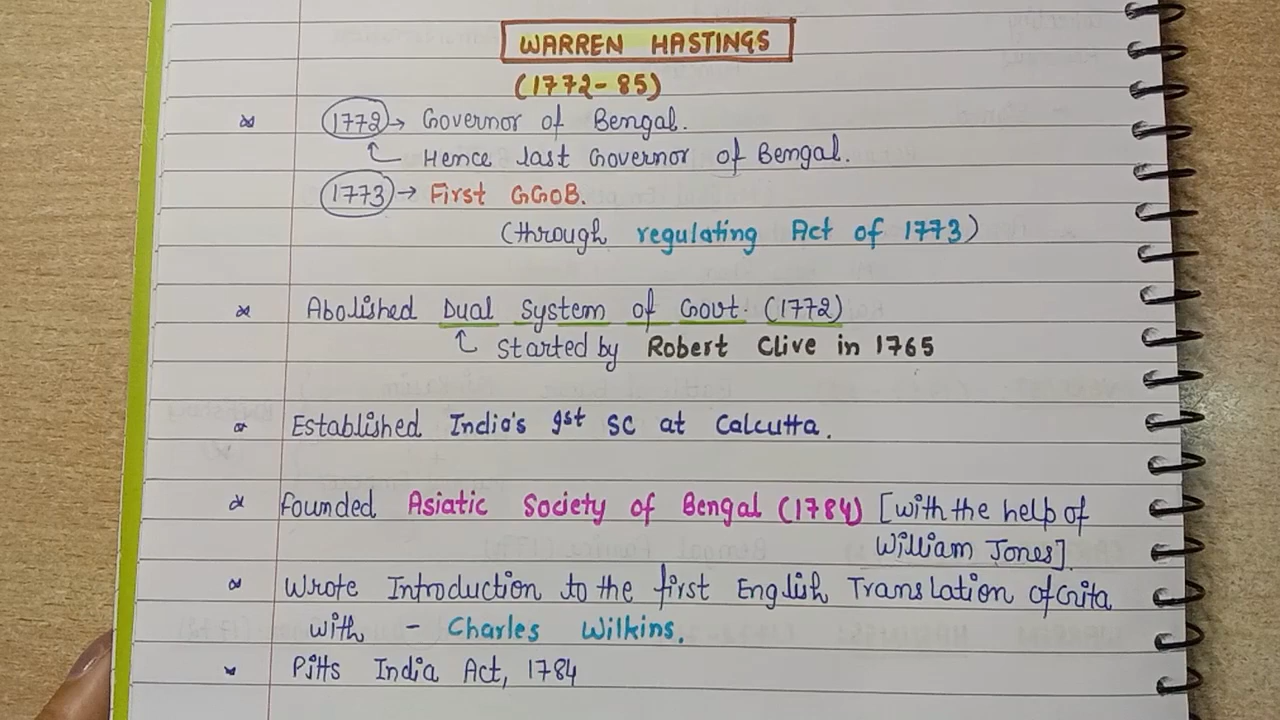 WARREN HASTINGS
(1772-85)
1772 → Governor of Bengal.
Hence last Governor of Bengal.
1773 → First GGOB.
(through regulating Act of 1773)
Abolished Dual System of Govt. (1772)
started by Robert Clive in 1765
Established India's 1st SC at Calcutta.
founded Asiatic Society of Bengal (1784) [with the help of
William Jones].
Wrote Introduction to the first English Translation of Gita
with - Charles Wilkins.
Pitts India Act, 1784